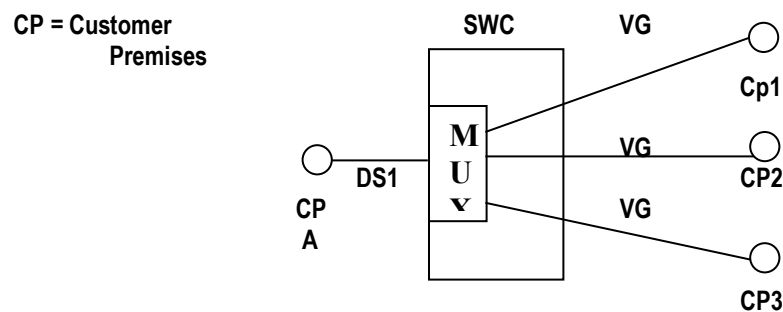 CP = Customer
Premises
SWC
VG
Cp1
M
U
X
VG
CP2
DS1
CP
A
VG
CP3